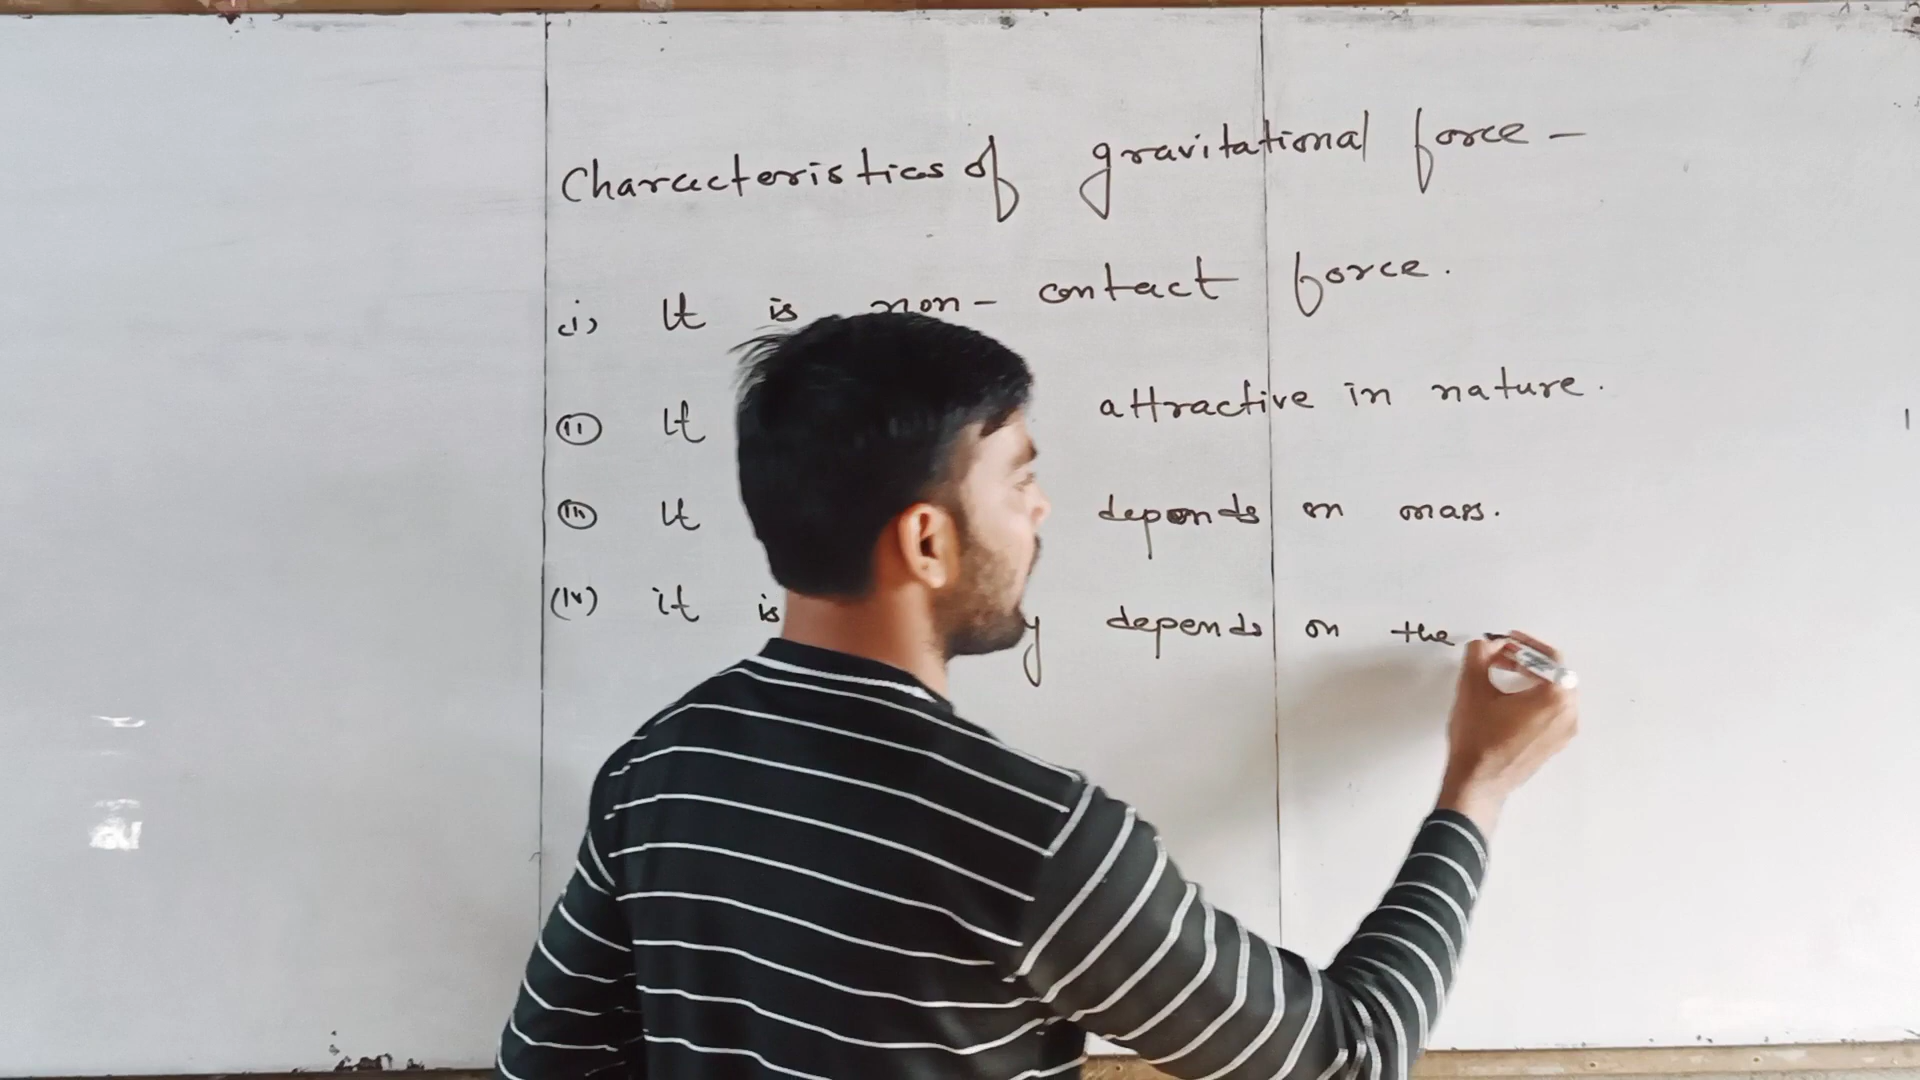 Characteristics of gravitational force -
(i) It is non- contact force.
(ii) It attractive in nature.
(iii) It depends on mass.
(iv) it is depends on the